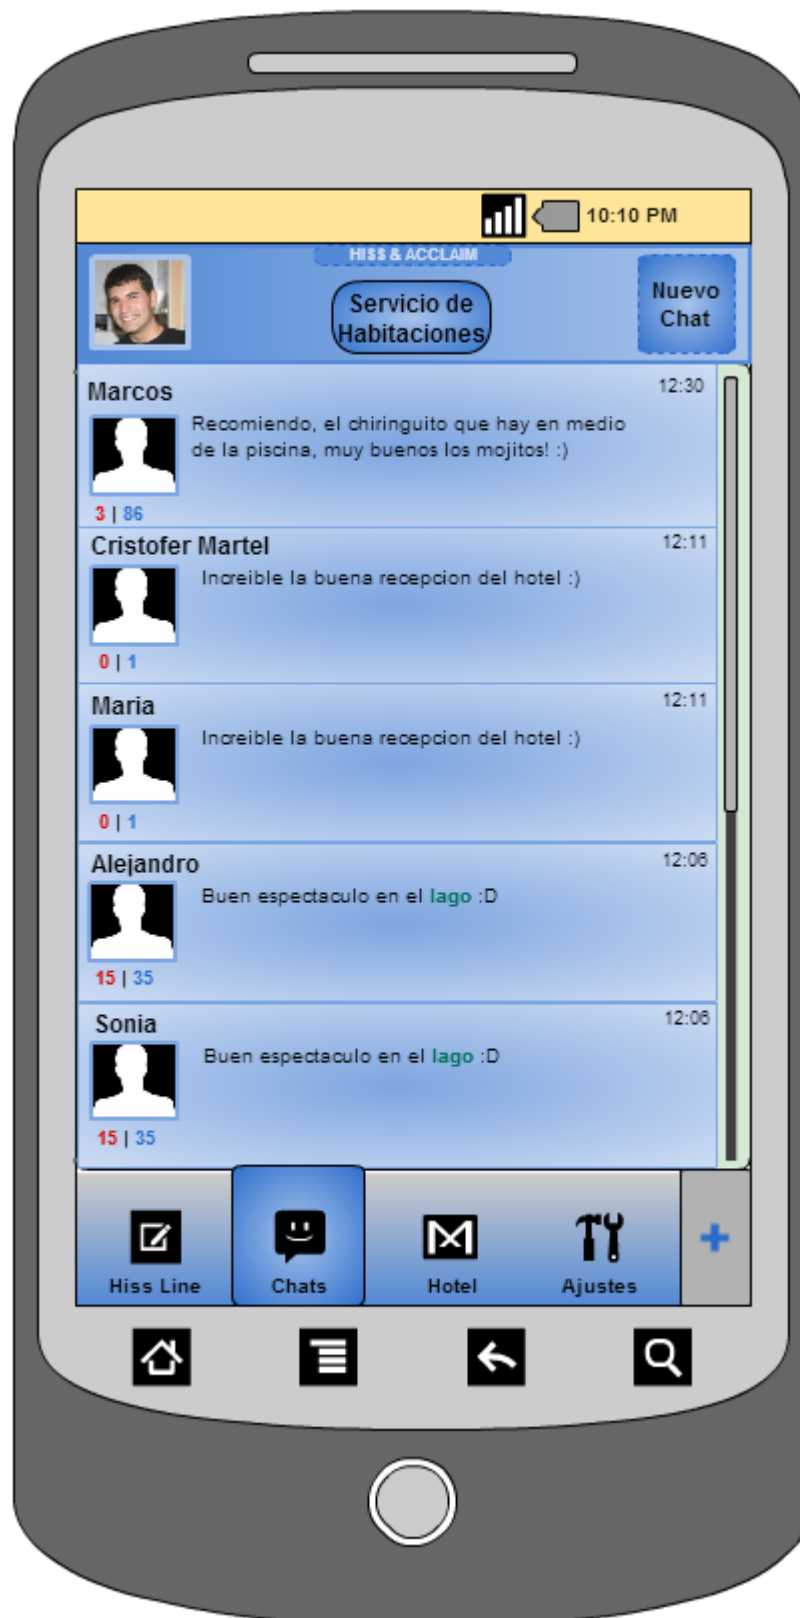 10:10 PM
HISS & ACCLAIM
Servicio de
Habitaciones
Nuevo
Chat
Marcos
12:30
Recomiendo, el chiringuito que hay en medio
de la piscina, muy buenos los mojitos! :)
3 | 86
Cristofer Martel
12:11
Increible la buena recepcion del hotel :)
0 | 1
Maria
12:11
Increible la buena recepcion del hotel :)
0 | 1
Alejandro
12:06
Buen espectaculo en el lago :D
15 | 35
Sonia
12:06
Buen espectaculo en el lago :D
15 | 35
Hiss Line
Chats
Hotel
Ajustes